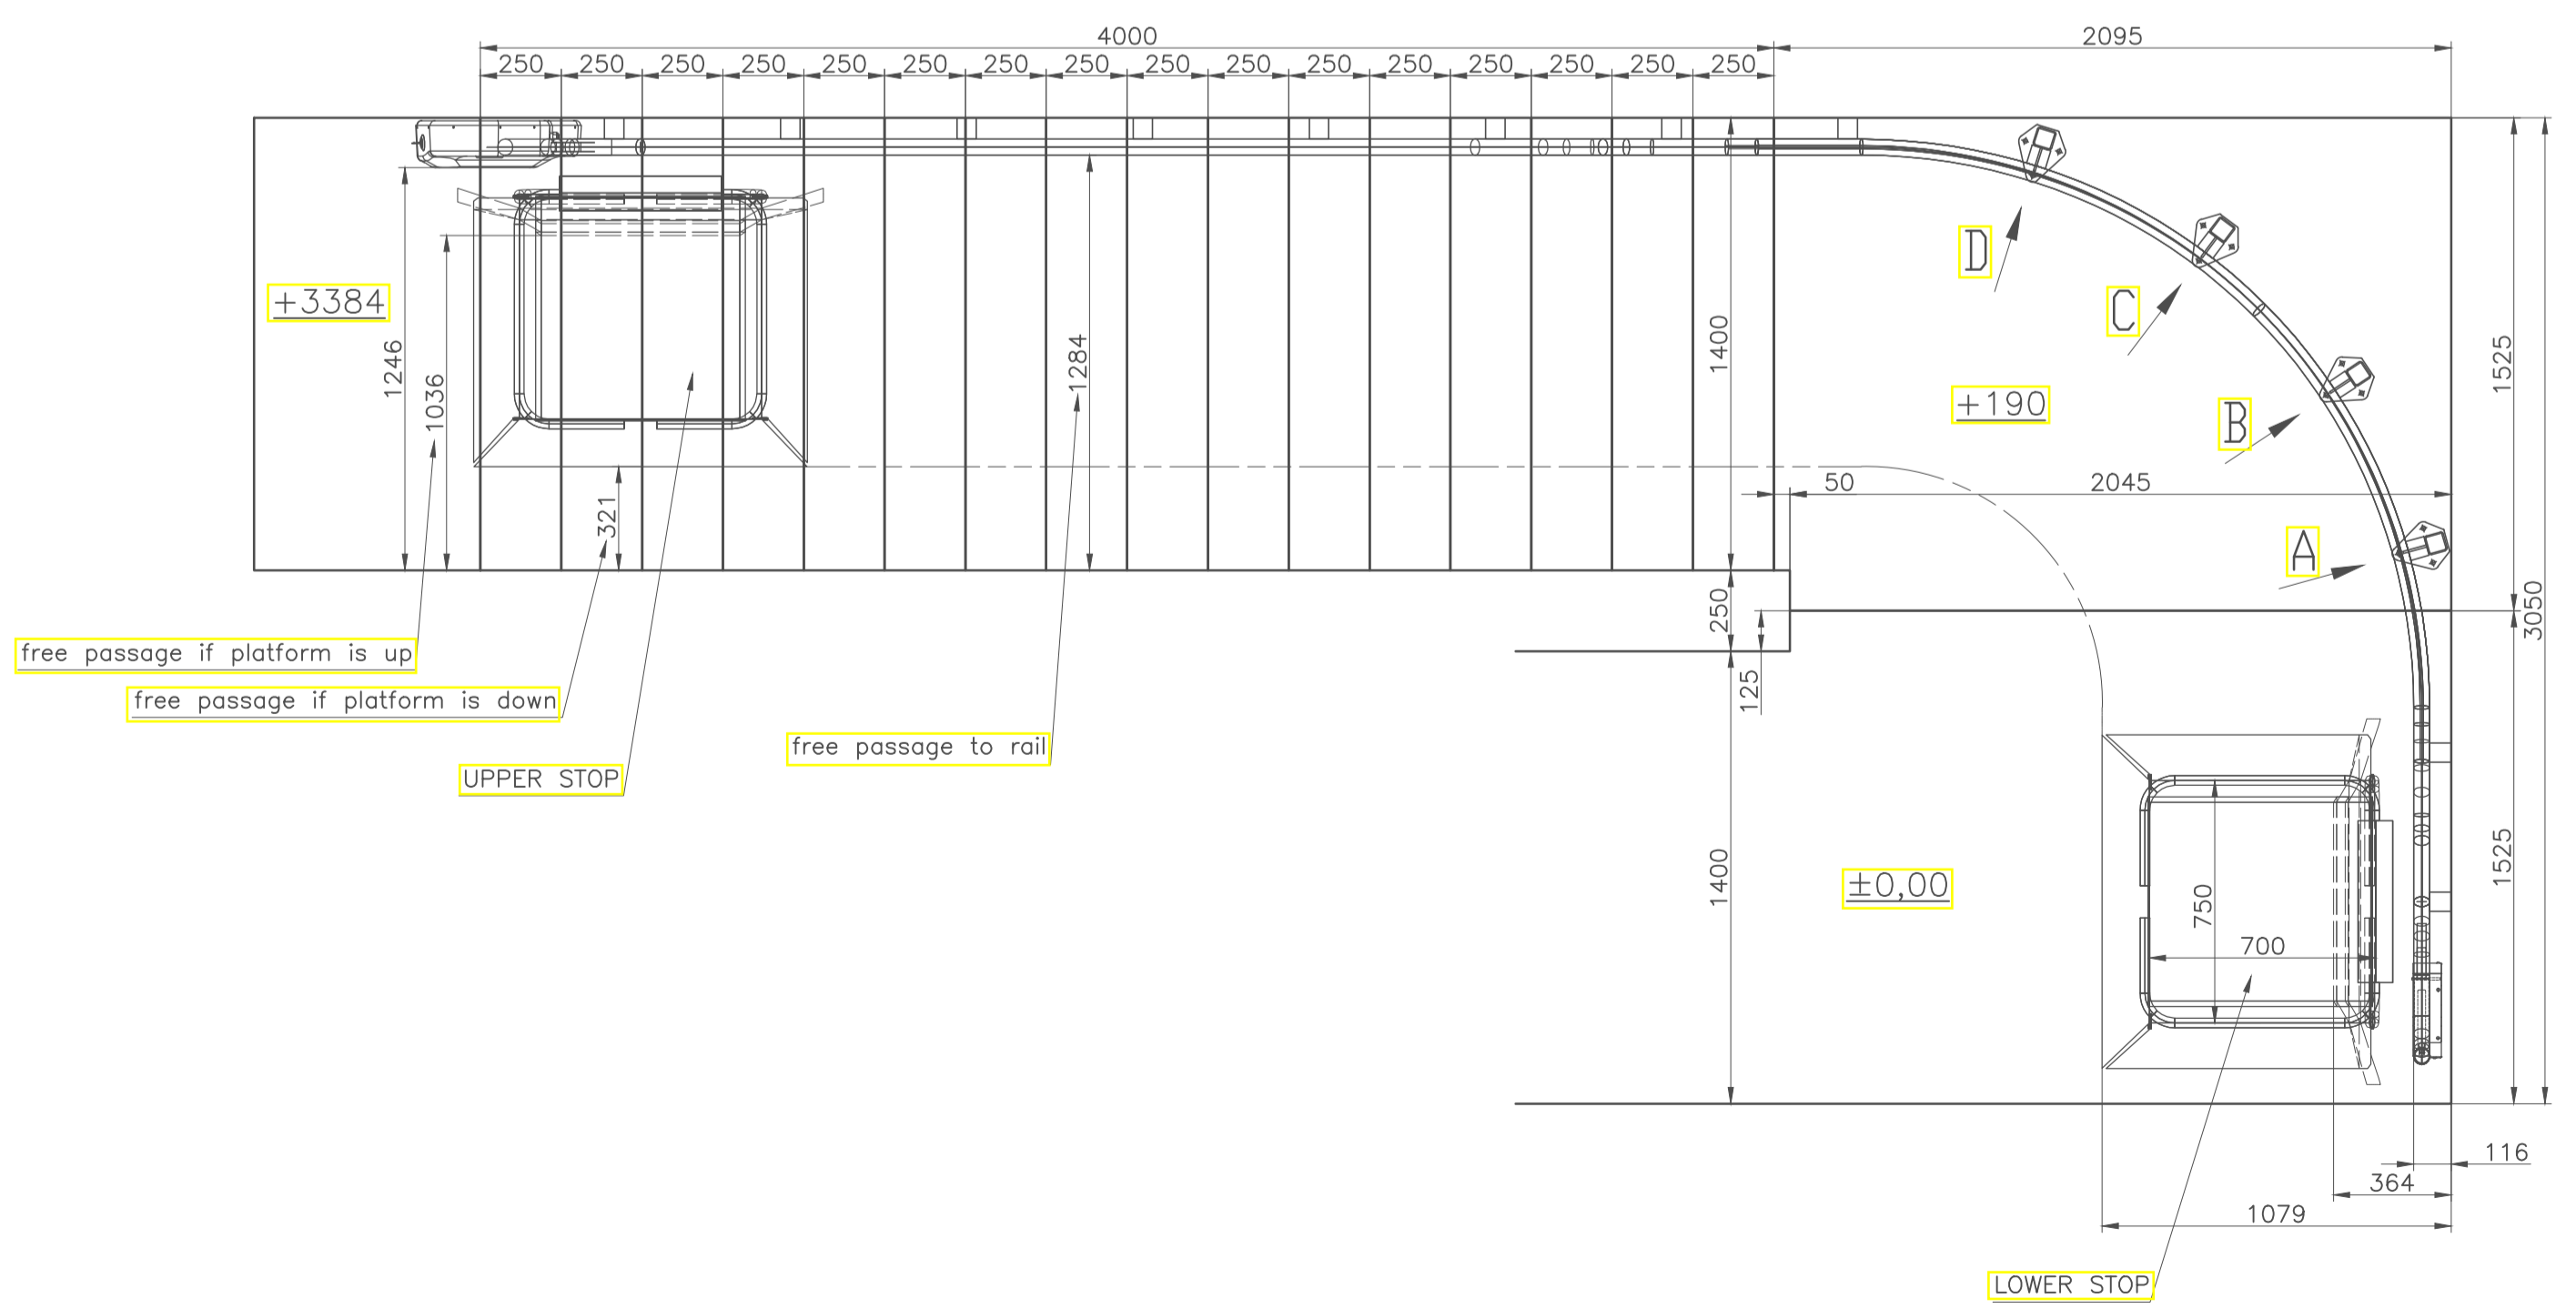 4000 2095
250 250 250 250 250 250 250 250 250 250 250 250 250 250 250 250
D
C
+3384
1246
1036
1284
1400
1525
+190
B
50 2045
321
A
250
3050
125
free passage if platform is up
free passage if platform is down
free passage to rail
UPPER STOP
1400
±0,00
750
700
1525
116
364
1079
LOWER STOP